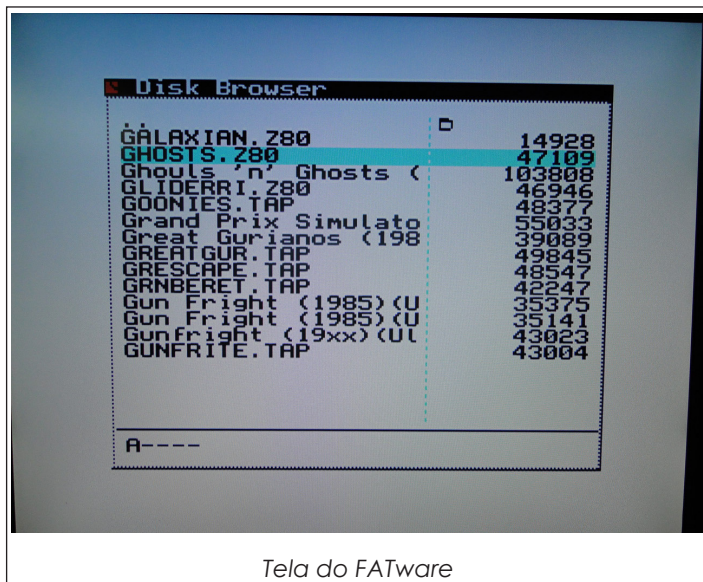 Disk Browser
..
GALAXIAN.Z80 14928
GHOSTS.Z80 47109
Ghouls 'n' Ghosts ( 103808
GLIDERRI.Z80 46946
GOONIES.TAP 48377
Grand Prix Simulato 55033
Great Gurianos (198 39089
GREATGUR.TAP 49845
GRESCAPE.TAP 48547
GRNBERET.TAP 42247
Gun Fright (1985)(U 35375
Gun Fright (1985)(U 35141
Gunfright (19xx)(Ul 43023
GUNFRITE.TAP 43004
A----
Tela do FATware